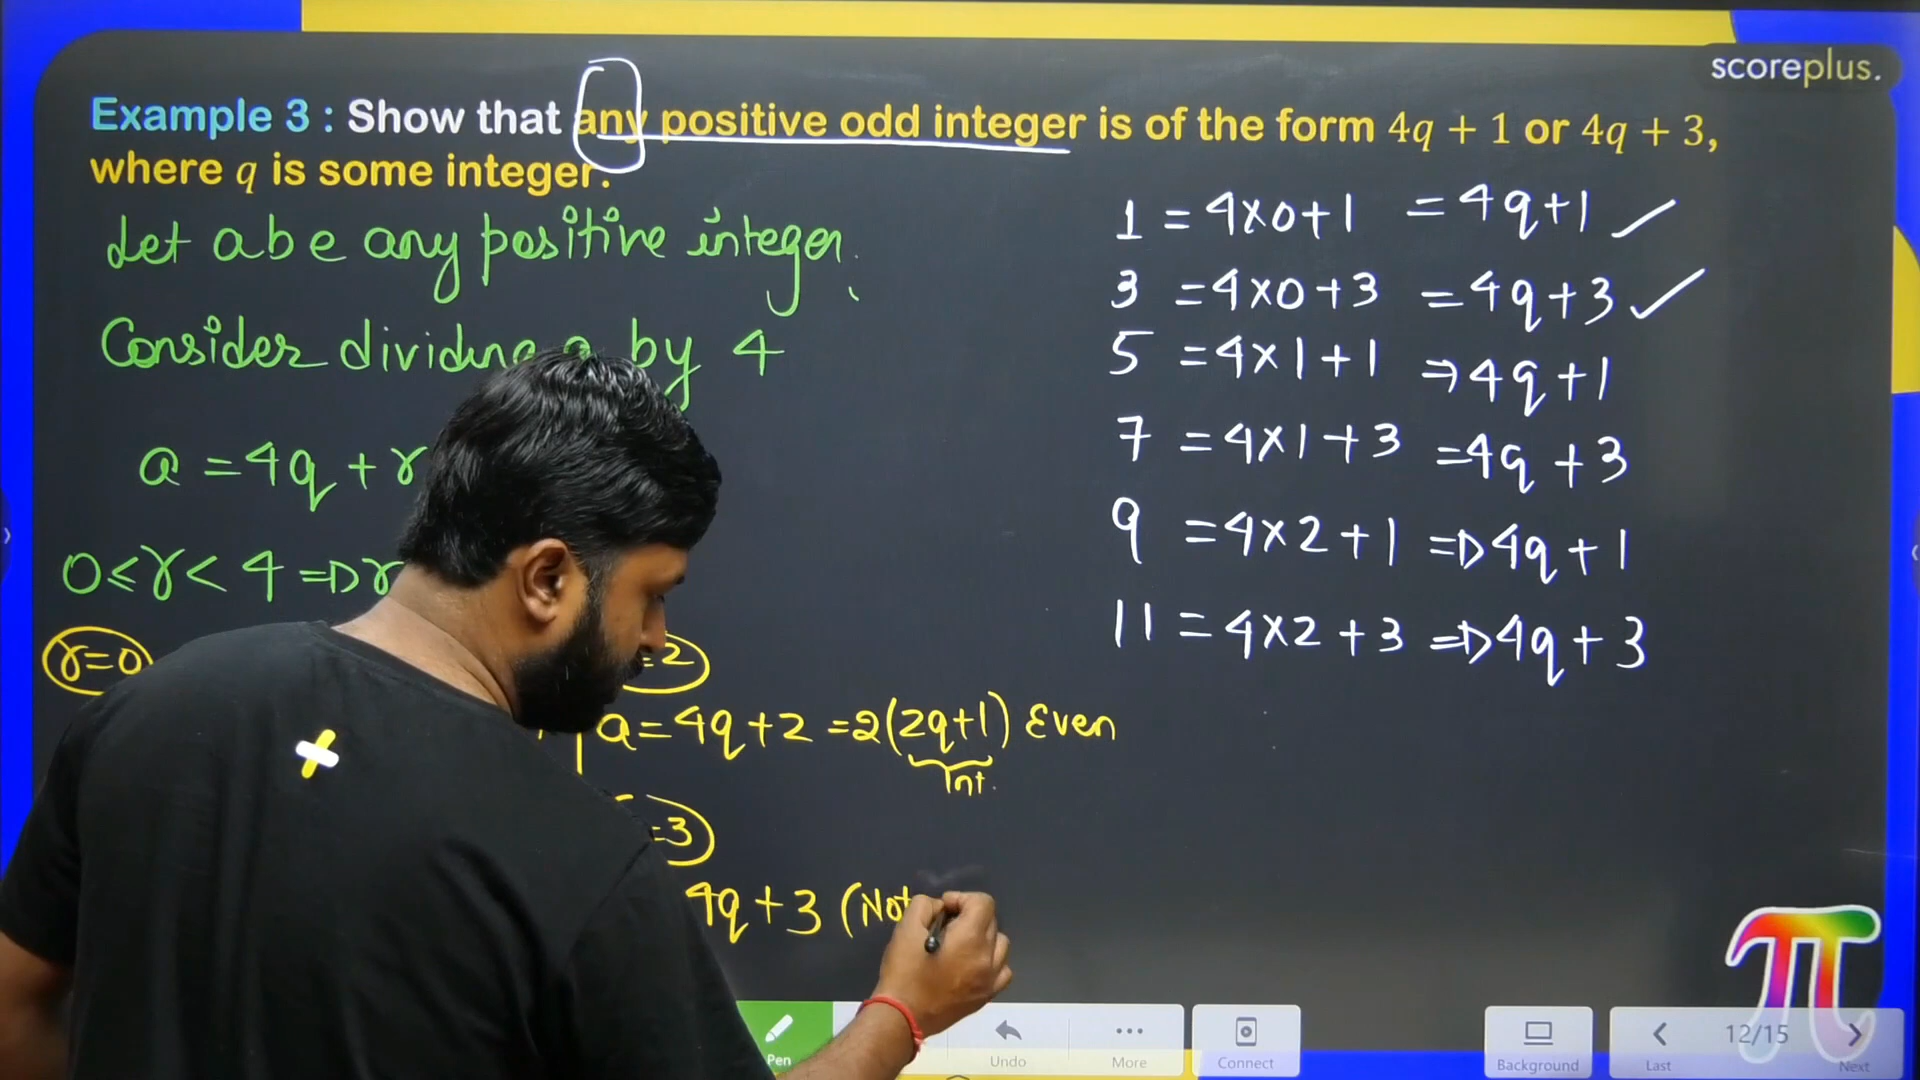 scoreplus.
Example 3 : Show that any positive odd integer is of the form 4q + 1 or 4q + 3,
where q is some integer.
Let a be any positive integer.
Consider dividing by 4
a = 4q + r
0 ≤ r < 4 ⇒ r
r=0
=2
a = 4q + 2 = 2(2q+1) Even
Int.
=3
4q + 3 (Not
1 = 4×0+1 = 4q+1 ✓
3 = 4×0+3 = 4q+3 ✓
5 = 4×1+1 ⇒ 4q+1
7 = 4×1+3 = 4q+3
9 = 4×2+1 ⇒ 4q+1
11 = 4×2+3 ⇒ 4q+3
π
Pen
Undo
More
Connect
Background
Last
12/15
Next